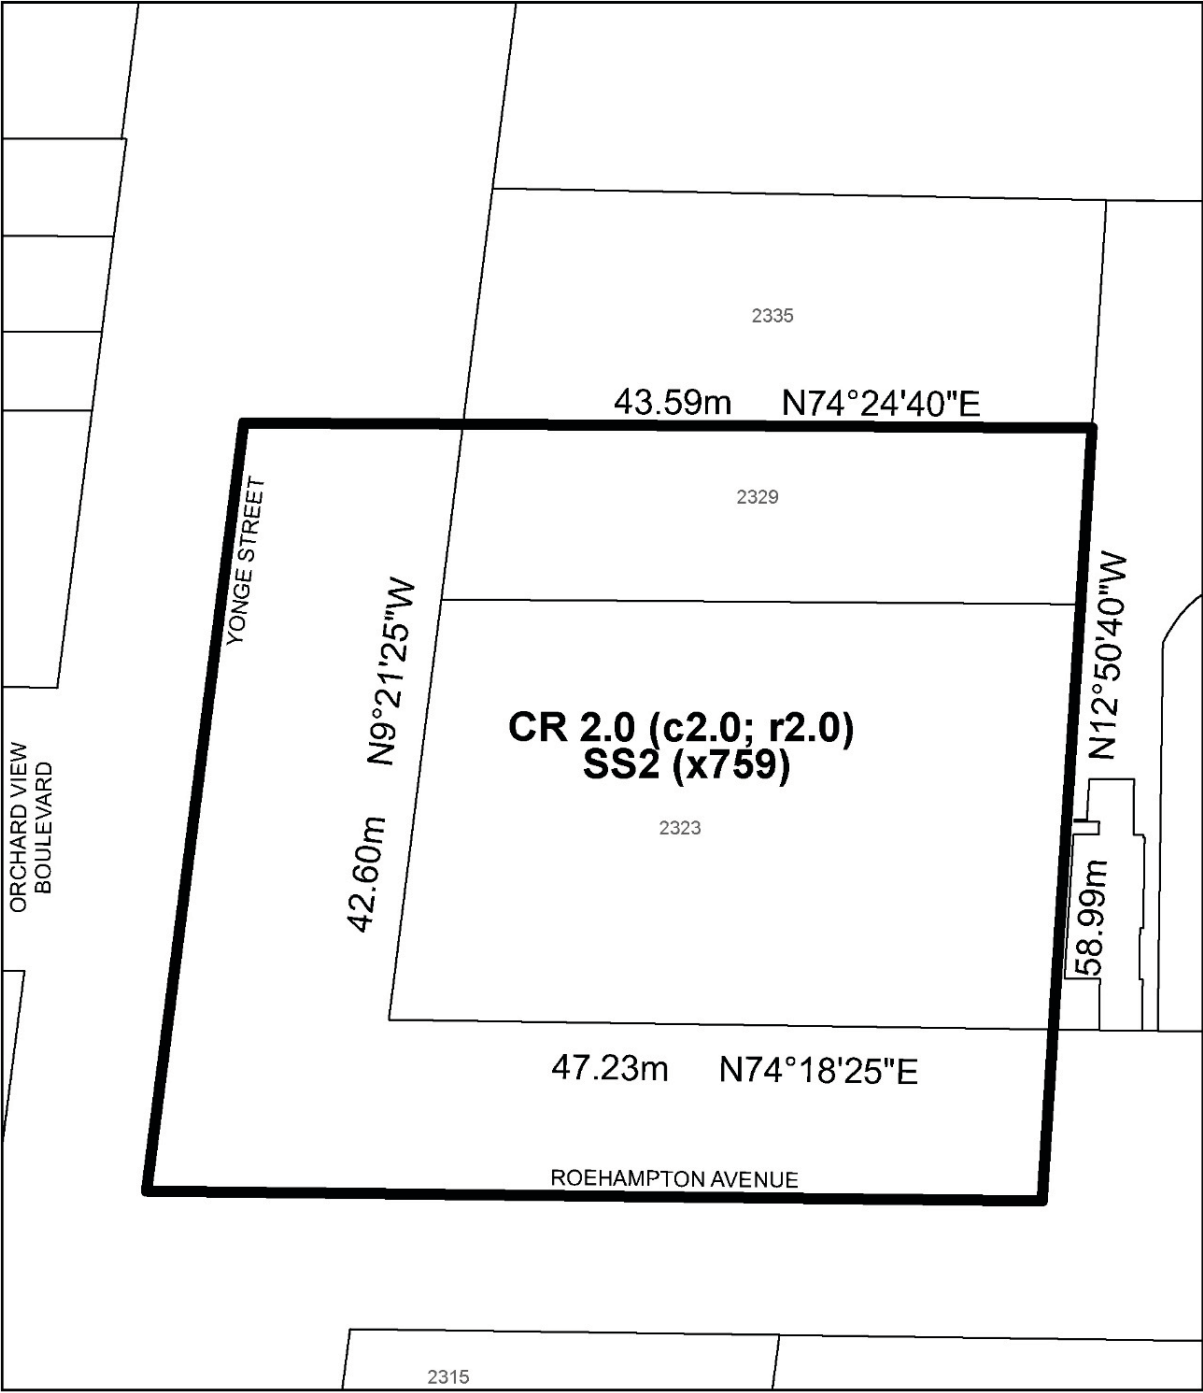 2335
43.59m N74°24'40"E
YONGE STREET
2329
N9°21'25"W
42.60m
N12°50'40"W
58.99m
CR 2.0 (c2.0; r2.0)
SS2 (x759)
2323
ORCHARD VIEW
BOULEVARD
47.23m N74°18'25"E
ROEHAMPTON AVENUE
2315